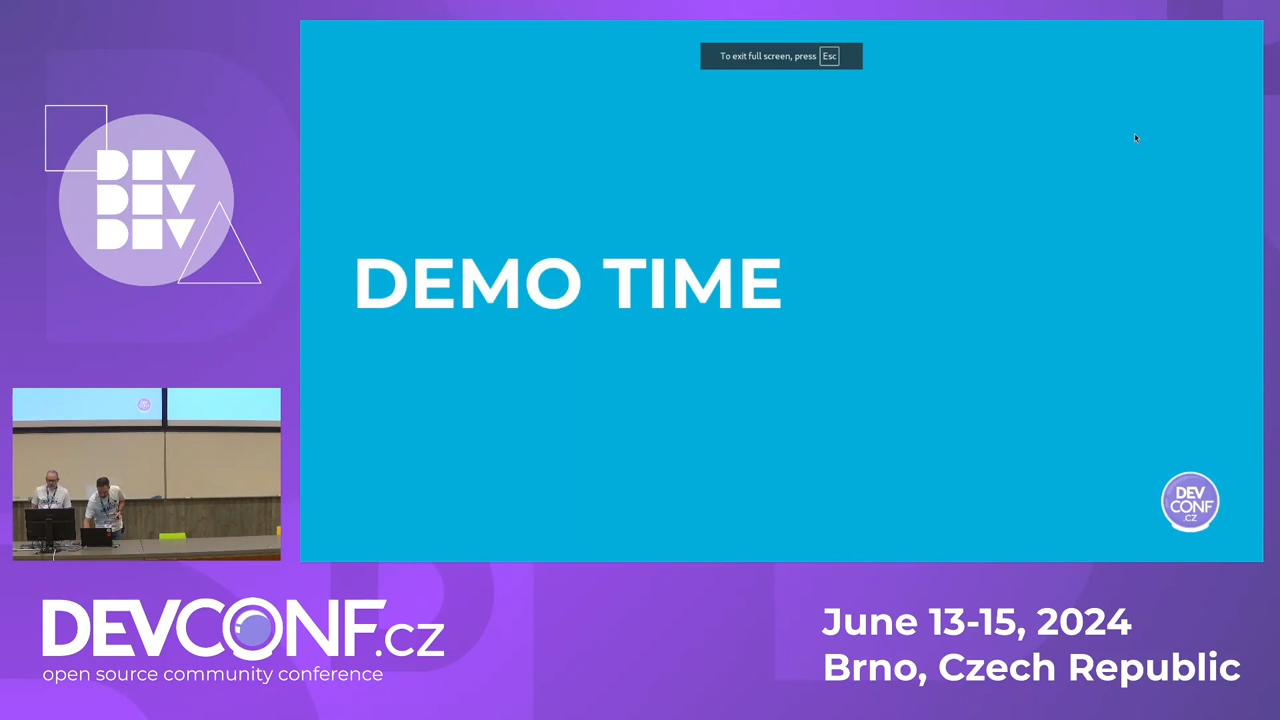 To exit full screen, press Esc
DEV
DEV
DEV
DEMO TIME
DEV
CONF
.CZ
DEVCONF.cz
open source community conference
June 13-15, 2024
Brno, Czech Republic